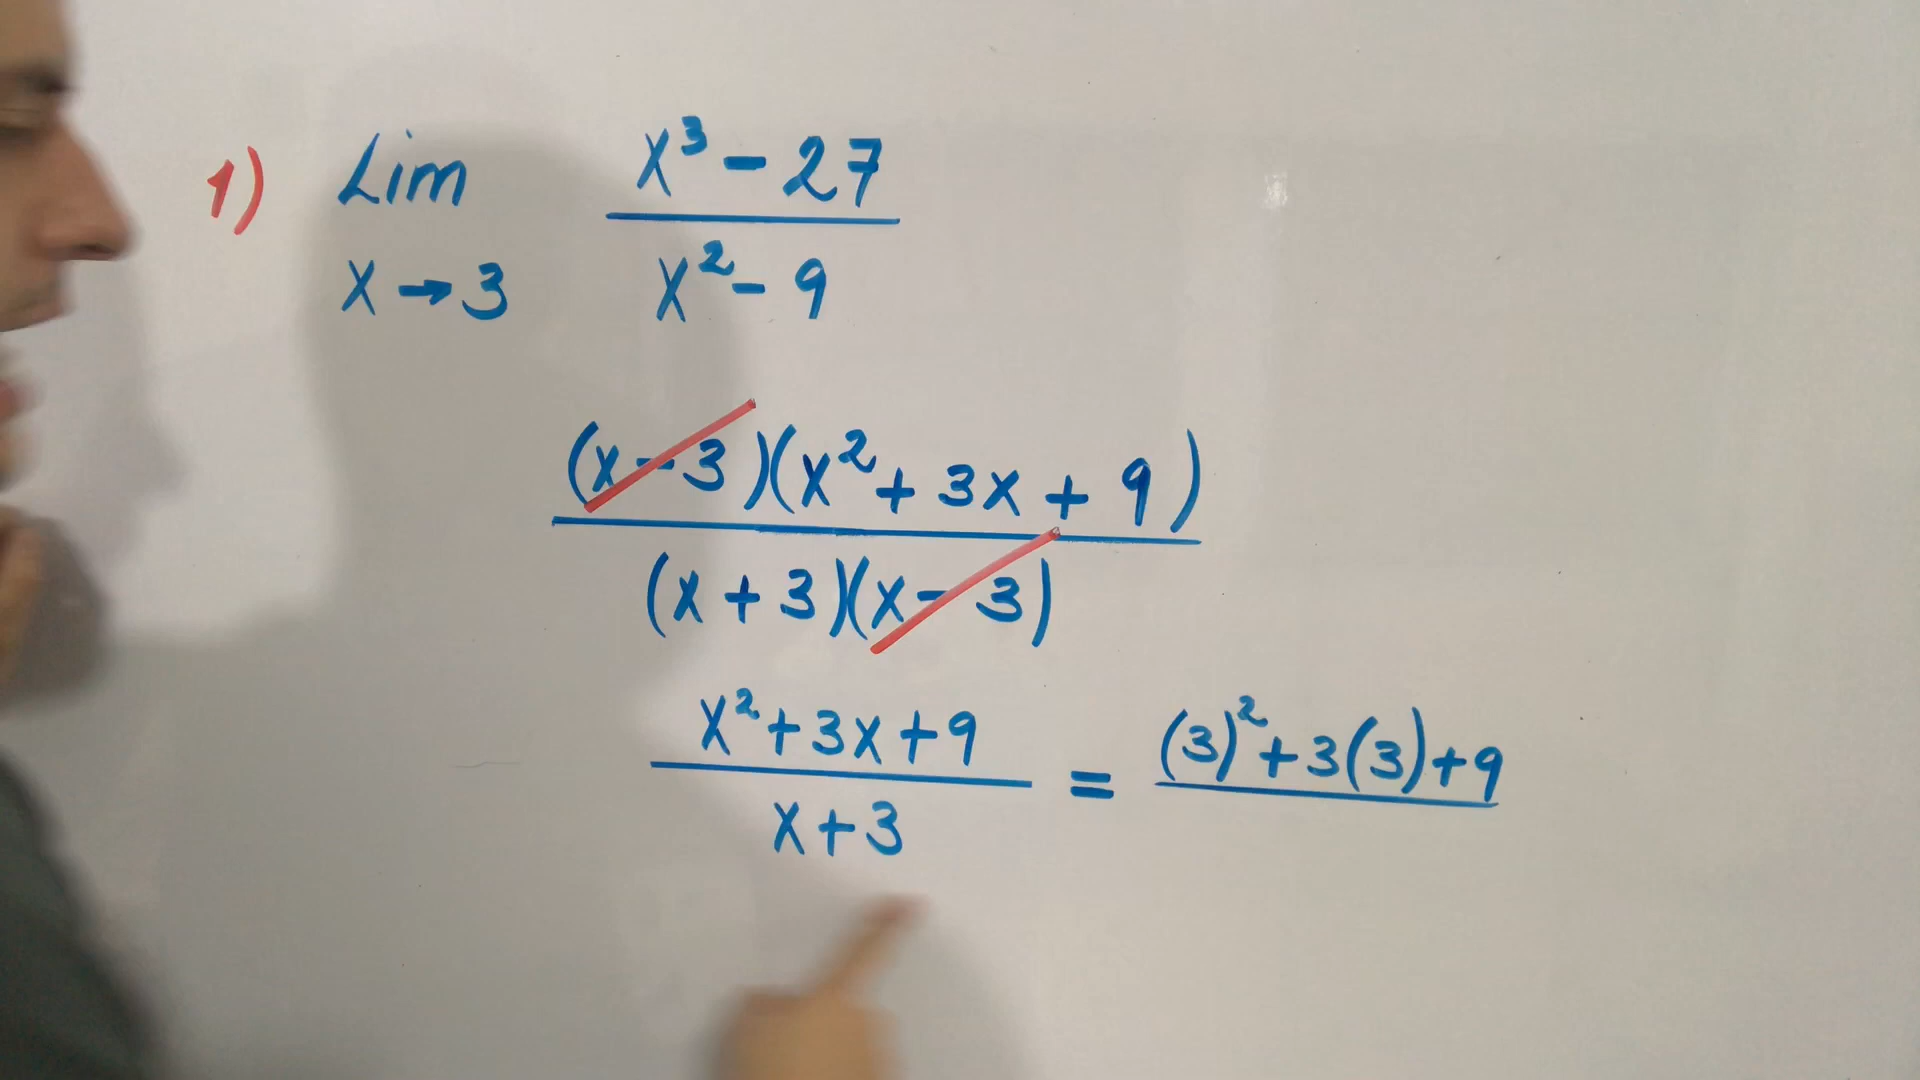 1) Lim x→3 x³ - 27 / x² - 9
(x - 3)(x² + 3x + 9) / (x + 3)(x - 3)
x² + 3x + 9 / x + 3 = (3)² + 3(3) + 9